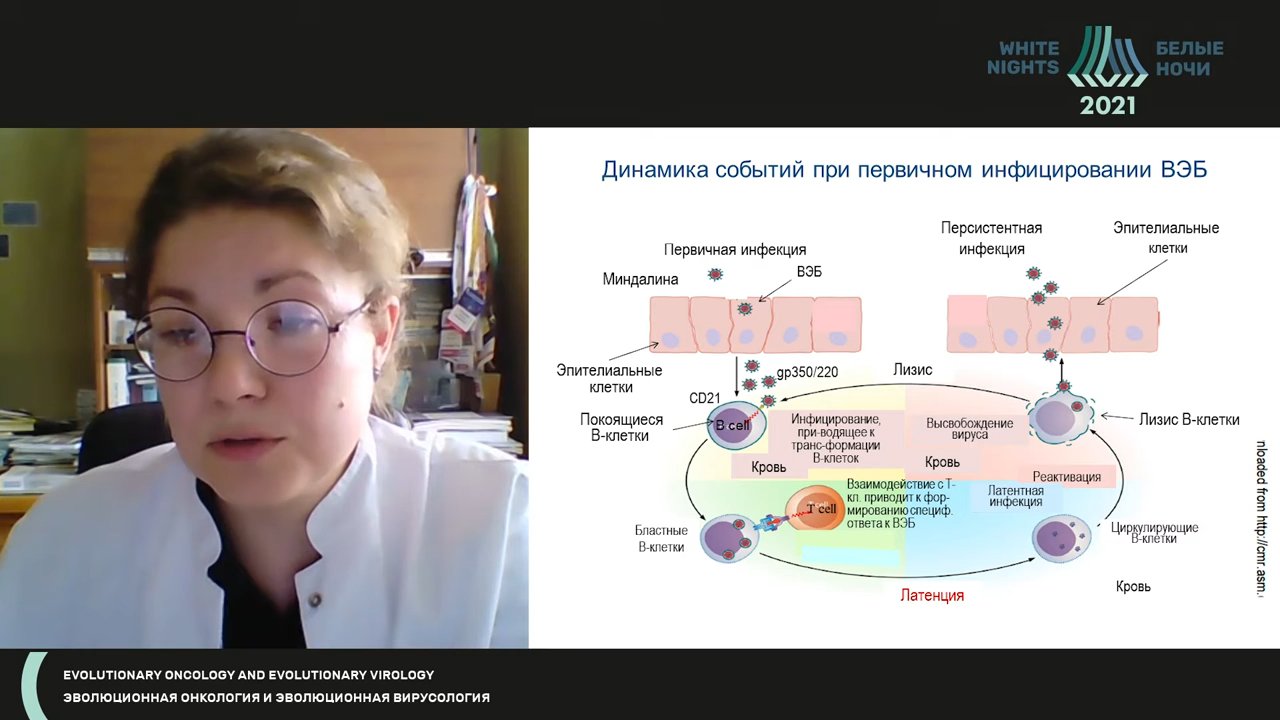 WHITE
NIGHTS
БЕЛЫЕ
НОЧИ
2021
Динамика событий при первичном инфицировании ВЭБ
Первичная инфекция
Миндалина
ВЭБ
Персистентная
инфекция
Эпителиальные
клетки
Эпителиальные
клетки
gp350/220
Лизис
CD21
Покоящиеся
В-клетки
B cell
Инфицирование,
при-водящее к
транс-формации
В-клеток
Высвобождение
вируса
Лизис В-клетки
Кровь
Кровь
Реактивация
Взаимодействие с Т-
кл. приводит к фор-
мированию специф.
ответа к ВЭБ
T cell
Латентная
инфекция
Бластные
В-клетки
Циркулирующие
В-клетки
Кровь
Латенция
nloaded from http://cmr.asm.
EVOLUTIONARY ONCOLOGY AND EVOLUTIONARY VIROLOGY
ЭВОЛЮЦИОННАЯ ОНКОЛОГИЯ И ЭВОЛЮЦИОННАЯ ВИРУСОЛОГИЯ